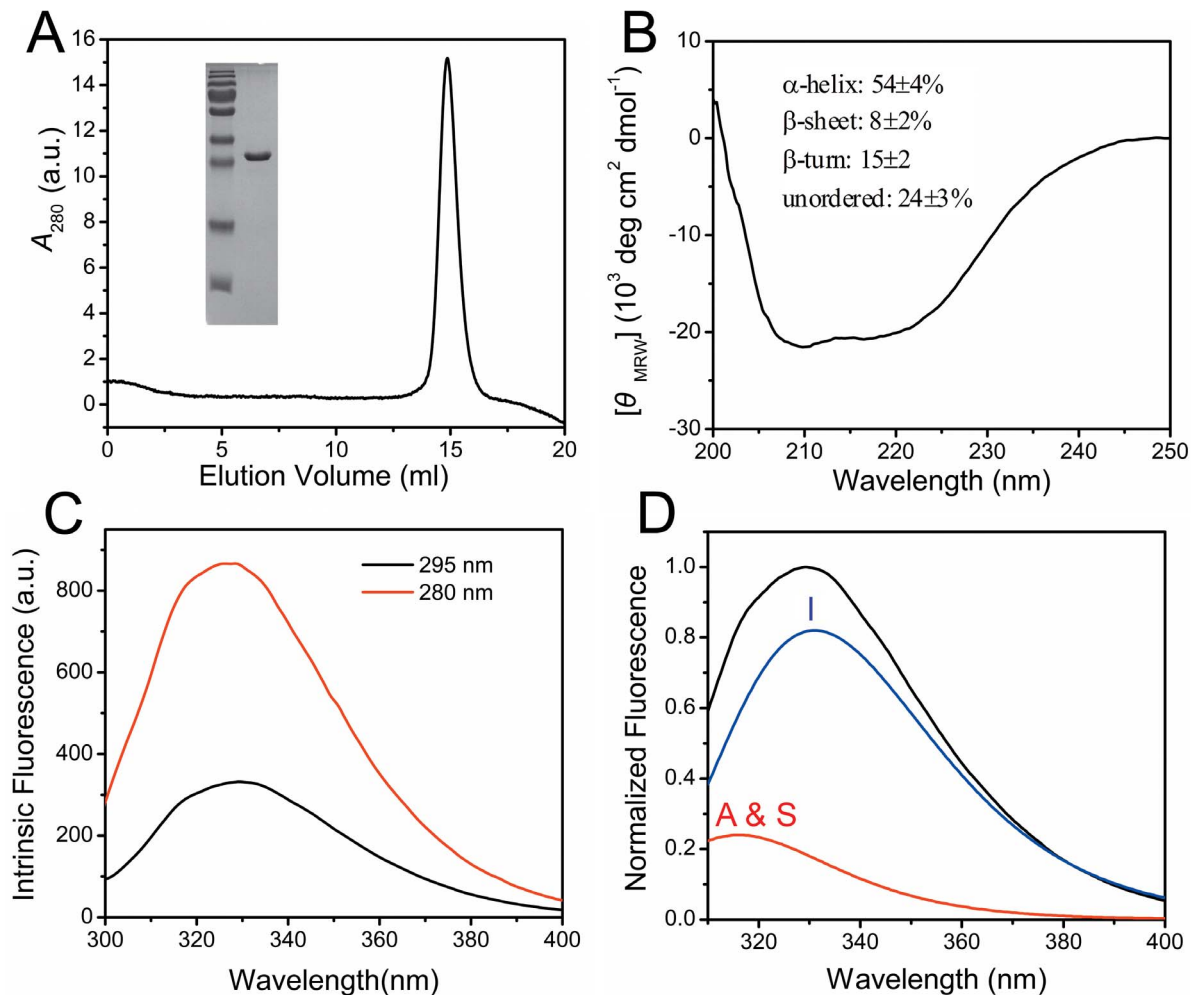 A
16
14
12
10
8
6
4
2
0
A280 (a.u.)
0
5
10
15
20
Elution Volume (ml)
B
10
0
-10
-20
-30
[θ MRW] (10³ deg cm² dmol⁻¹)
α-helix: 54±4%
β-sheet: 8±2%
β-turn: 15±2
unordered: 24±3%
200
210
220
230
240
250
Wavelength (nm)
C
800
600
400
200
0
Intrinsic Fluorescence (a.u.)
295 nm
280 nm
300
320
340
360
380
400
Wavelength(nm)
D
1.0
0.8
0.6
0.4
0.2
0.0
Normalized Fluorescence
I
A & S
320
340
360
380
400
Wavelength (nm)